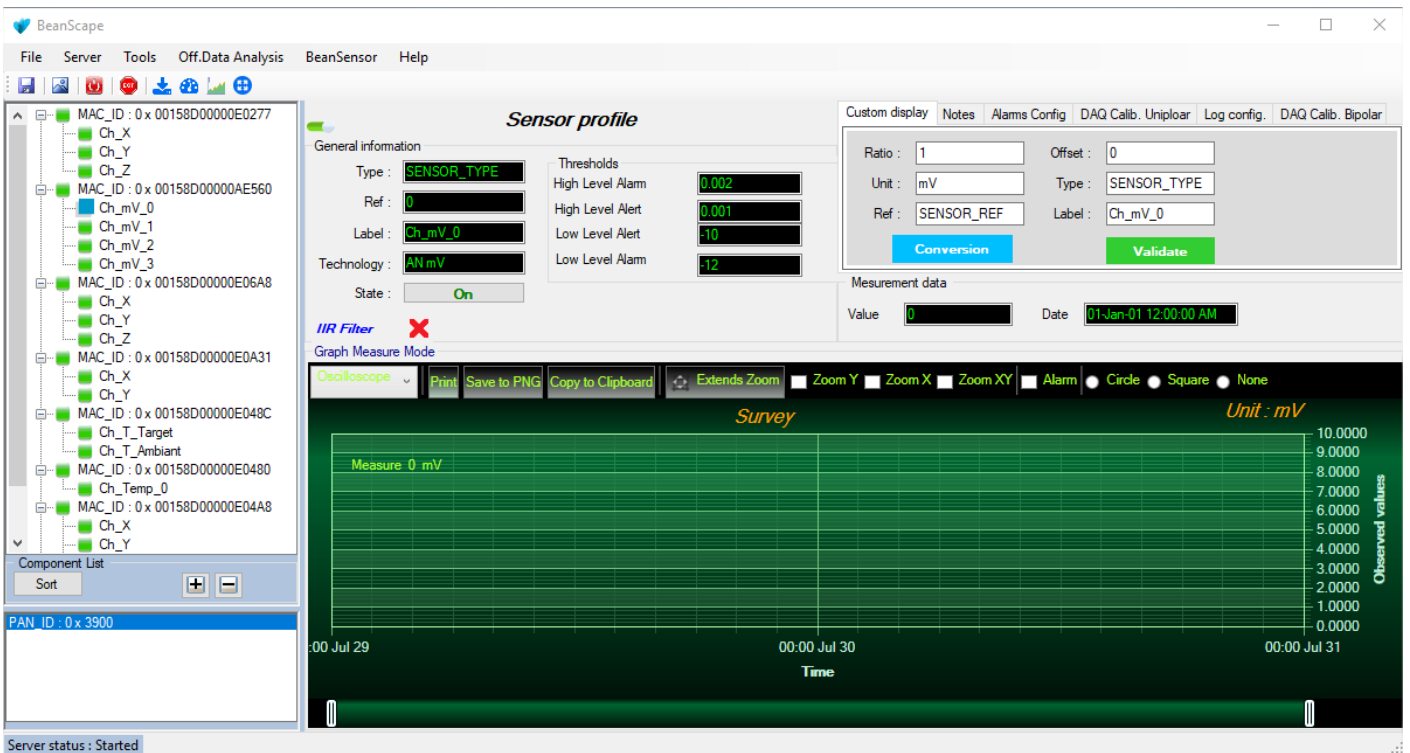 BeanScape
File Server Tools Off.Data Analysis BeanSensor Help
MAC_ID : 0 x 00158D00000E0277
Ch_X
Ch_Y
Ch_Z
MAC_ID : 0 x 00158D00000AE560
Ch_mV_0
Ch_mV_1
Ch_mV_2
Ch_mV_3
MAC_ID : 0 x 00158D00000E06A8
Ch_X
Ch_Y
Ch_Z
MAC_ID : 0 x 00158D00000E0A31
Ch_X
Ch_Y
MAC_ID : 0 x 00158D00000E048C
Ch_T_Target
Ch_T_Ambiant
MAC_ID : 0 x 00158D00000E0480
Ch_Temp_0
MAC_ID : 0 x 00158D00000E04A8
Ch_X
Ch_Y
Component List
Sort
PAN_ID : 0 x 3900
Server status : Started
Sensor profile
General information
Type : SENSOR_TYPE
Ref : 0
Label : Ch_mV_0
Technology : AN mV
State : On
IIR Filter
Thresholds
High Level Alarm 0.002
High Level Alert 0.001
Low Level Alert -10
Low Level Alarm -12
Custom display Notes Alarms Config DAQ Calib. Uniploar Log config. DAQ Calib. Bipolar
Ratio : 1 Offset : 0
Unit : mV Type : SENSOR_TYPE
Ref : SENSOR_REF Label : Ch_mV_0
Conversion Validate
Mesurement data
Value 0 Date 01-Jan-01 12:00:00 AM
Graph Measure Mode
Oscilloscope Print Save to PNG Copy to Clipboard Extends Zoom Zoom Y Zoom X Zoom XY Alarm Circle Square None
Survey
Unit : mV
Measure 0 mV
10.0000
9.0000
8.0000
7.0000
6.0000
5.0000
4.0000
3.0000
2.0000
1.0000
0.0000
Observed values
:00 Jul 29 00:00 Jul 30 00:00 Jul 31
Time